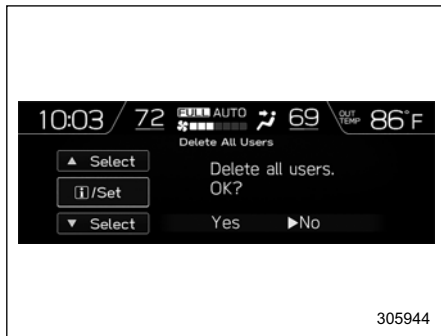 10:03 72 FULL AUTO 69 OUT TEMP 86°F
Delete All Users
▲ Select
i/Set
▼ Select
Delete all users.
OK?
Yes ▶No
305944